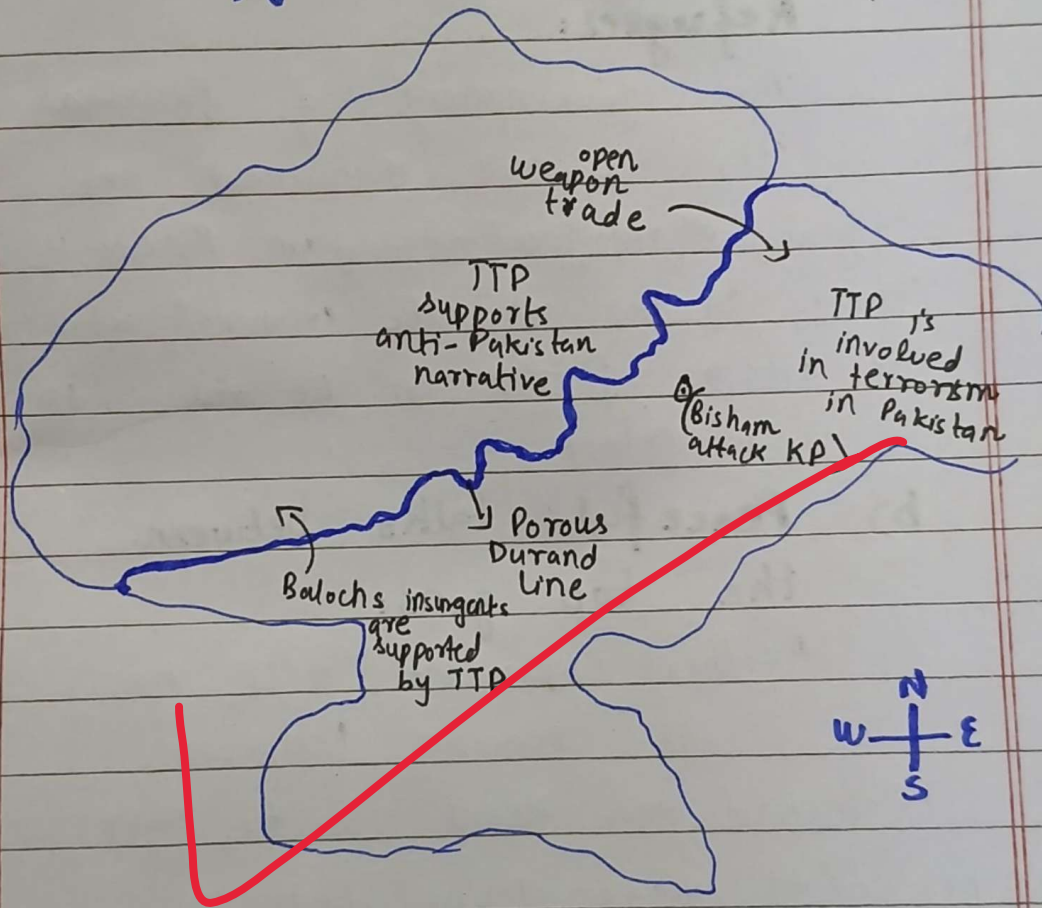 open
weapon
trade
TTP
supports
anti-Pakistan
narrative
TTP is
involved
in terrorism
in Pakistan
Bisham
attack KP
Porous
Durand
Line
Balochs insurgents
are
supported
by TTP
N
W E
S